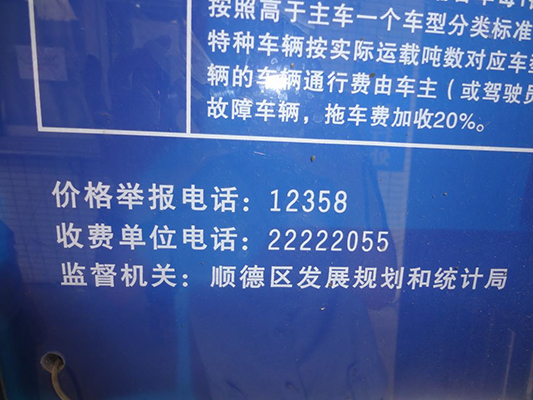 按照高于主车一个车型分类标准
特种车辆按实际运载吨数对应车
辆的车辆通行费由车主（或驾驶员
故障车辆，拖车费加收20%。
价格举报电话：12358
收费单位电话：22222055
监督机关：顺德区发展规划和统计局